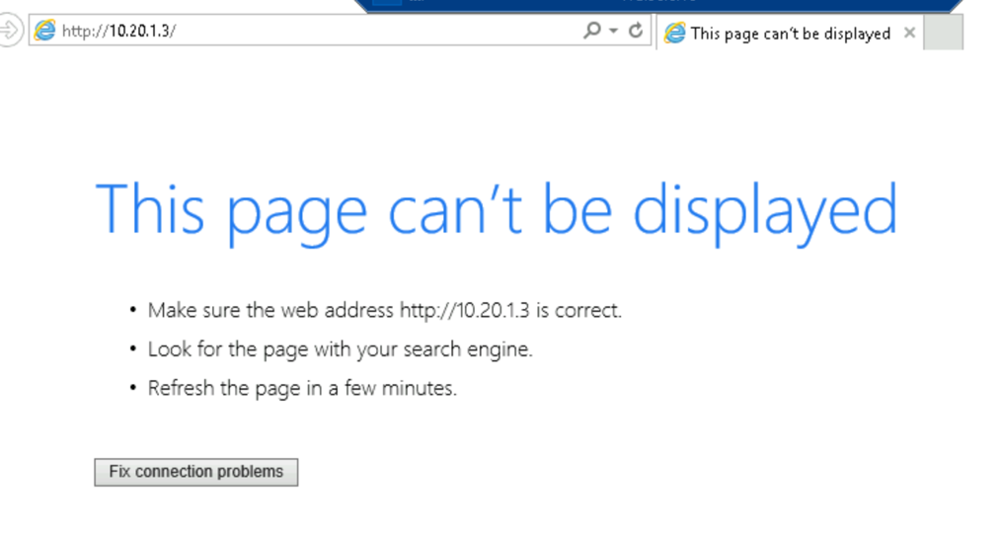 http://10.20.1.3/
This page can't be displayed
This page can't be displayed
• Make sure the web address http://10.20.1.3 is correct.
• Look for the page with your search engine.
• Refresh the page in a few minutes.
Fix connection problems